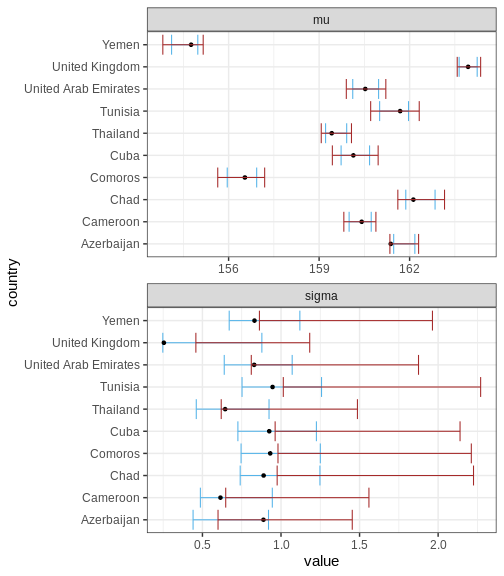 mu
Yemen
United Kingdom
United Arab Emirates
Tunisia
Thailand
Cuba
Comoros
Chad
Cameroon
Azerbaijan
156 159 162
country
sigma
Yemen
United Kingdom
United Arab Emirates
Tunisia
Thailand
Cuba
Comoros
Chad
Cameroon
Azerbaijan
0.5 1.0 1.5 2.0
value